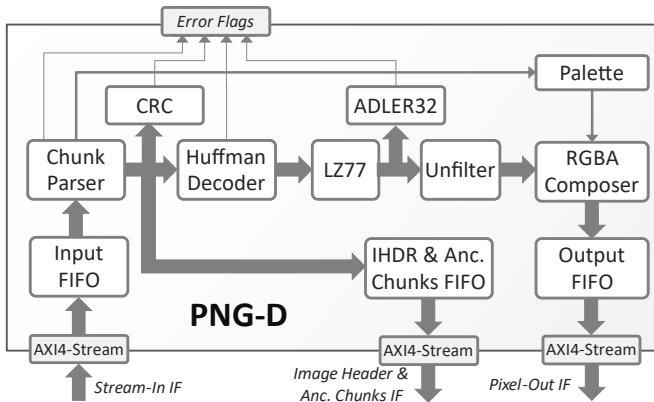 Error Flags
CRC
ADLER32
Palette
Chunk
Parser
Huffman
Decoder
LZ77
Unfilter
RGBA
Composer
Input
FIFO
IHDR & Anc.
Chunks FIFO
Output
FIFO
PNG-D
AXI4-Stream
AXI4-Stream
AXI4-Stream
Stream-In IF
Image Header &
Anc. Chunks IF
Pixel-Out IF